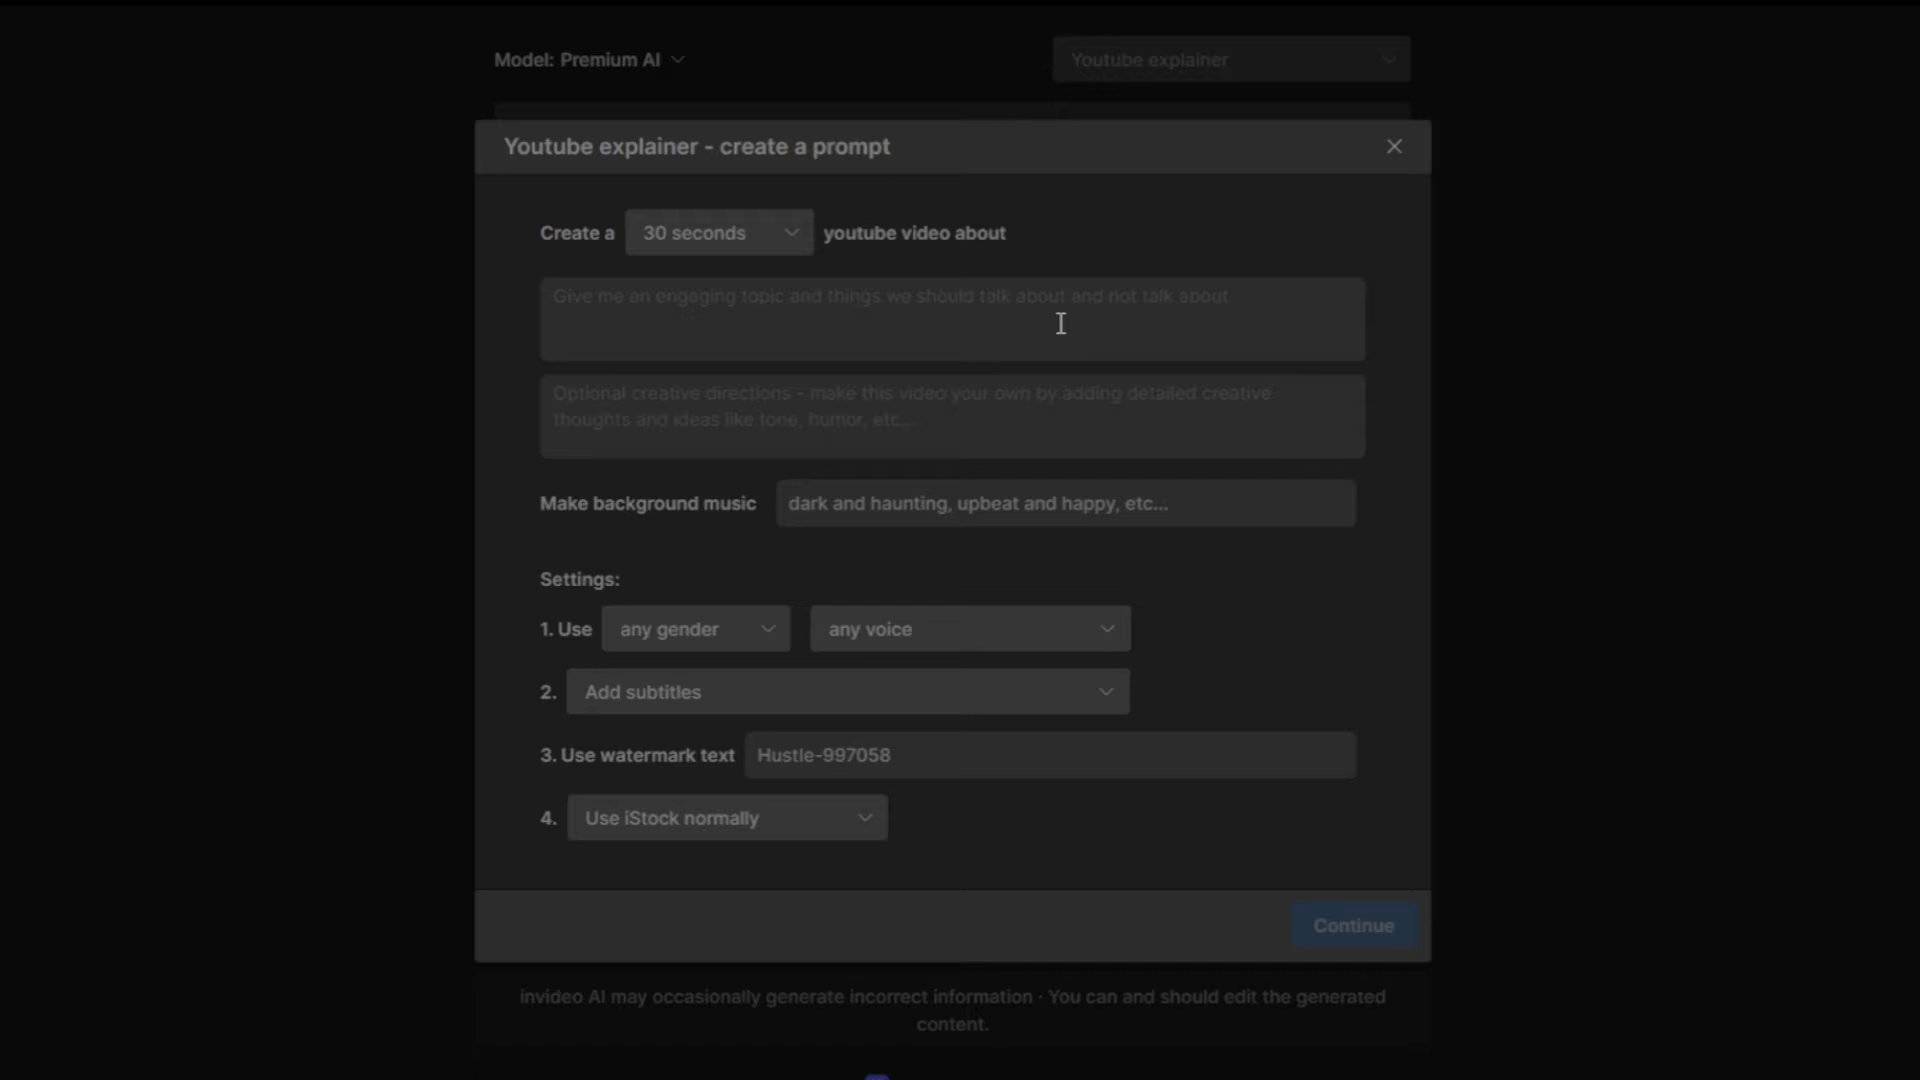 Model: Premium AI
Youtube explainer
Youtube explainer - create a prompt
Create a 30 seconds youtube video about
Give me an engaging topic and things we should talk about and not talk about
Optional creative directions - make this video your own by adding detailed creative
thoughts and ideas like tone, humor, etc...
Make background music dark and haunting, upbeat and happy, etc...
Settings:
1. Use any gender any voice
2. Add subtitles
3. Use watermark text Hustle-997058
4. Use iStock normally
Continue
invideo AI may occasionally generate incorrect information · You can and should edit the generated
content.